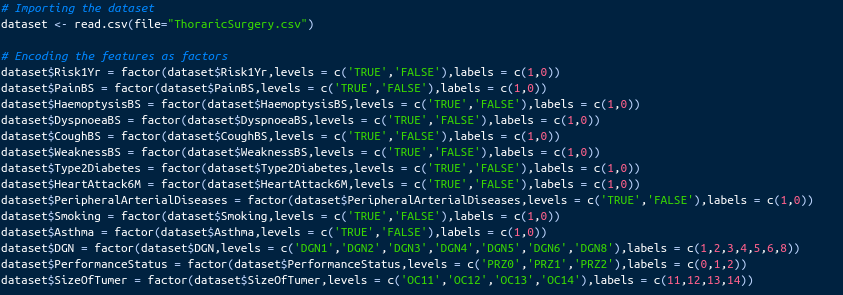 # Importing the dataset
dataset <- read.csv(file="ThoraricSurgery.csv")
# Encoding the features as factors
dataset$Risk1Yr = factor(dataset$Risk1Yr,levels = c('TRUE','FALSE'),labels = c(1,0))
dataset$PainBS = factor(dataset$PainBS,levels = c('TRUE','FALSE'),labels = c(1,0))
dataset$HaemoptysisBS = factor(dataset$HaemoptysisBS,levels = c('TRUE','FALSE'),labels = c(1,0))
dataset$DyspnoeaBS = factor(dataset$DyspnoeaBS,levels = c('TRUE','FALSE'),labels = c(1,0))
dataset$CoughBS = factor(dataset$CoughBS,levels = c('TRUE','FALSE'),labels = c(1,0))
dataset$WeaknessBS = factor(dataset$WeaknessBS,levels = c('TRUE','FALSE'),labels = c(1,0))
dataset$Type2Diabetes = factor(dataset$Type2Diabetes,levels = c('TRUE','FALSE'),labels = c(1,0))
dataset$HeartAttack6M = factor(dataset$HeartAttack6M,levels = c('TRUE','FALSE'),labels = c(1,0))
dataset$PeripheralArterialDiseases = factor(dataset$PeripheralArterialDiseases,levels = c('TRUE','FALSE'),labels = c(1,0))
dataset$Smoking = factor(dataset$Smoking,levels = c('TRUE','FALSE'),labels = c(1,0))
dataset$Asthma = factor(dataset$Asthma,levels = c('TRUE','FALSE'),labels = c(1,0))
dataset$DGN = factor(dataset$DGN,levels = c('DGN1','DGN2','DGN3','DGN4','DGN5','DGN6','DGN8'),labels = c(1,2,3,4,5,6,8))
dataset$PerformanceStatus = factor(dataset$PerformanceStatus,levels = c('PRZ0','PRZ1','PRZ2'),labels = c(0,1,2))
dataset$SizeOfTumer = factor(dataset$SizeOfTumer,levels = c('OC11','OC12','OC13','OC14'),labels = c(11,12,13,14))